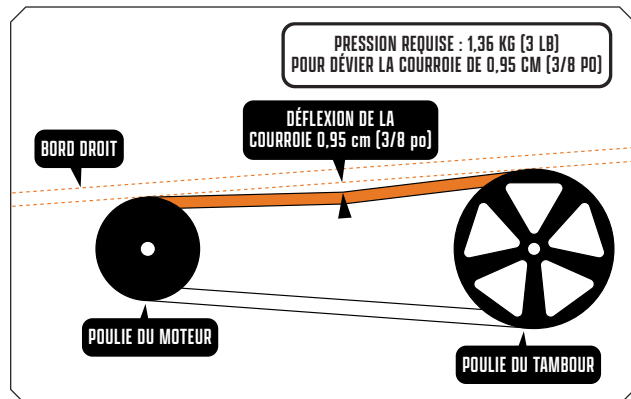 PRESSION REQUISE : 1,36 KG (3 LB)
POUR DÉVIER LA COURROIE DE 0,95 CM (3/8 PO)
DÉFLEXION DE LA
COURROIE 0,95 cm (3/8 po)
BORD DROIT
POULIE DU MOTEUR
POULIE DU TAMBOUR